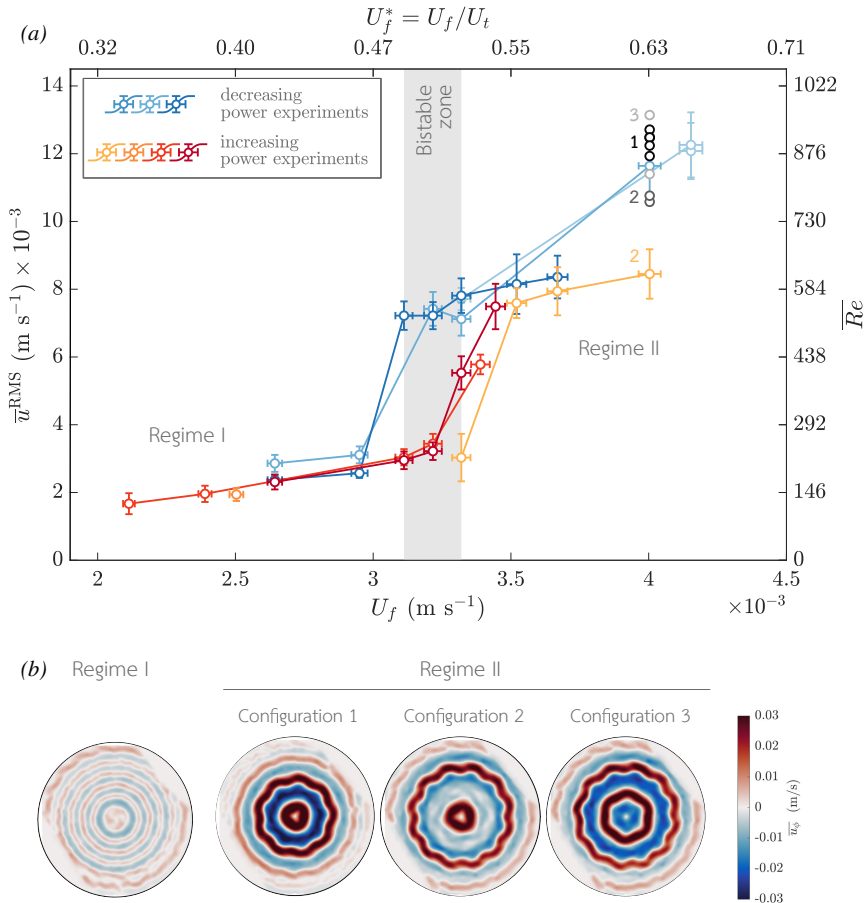 (a)
U_f^* = U_f/U_t
0.32 0.40 0.47 0.55 0.63 0.71
decreasing
power experiments
increasing
power experiments
Bistable
zone
14
12
10
8
6
4
2
0
u̅^RMS (m s⁻¹) × 10⁻³
1022
876
730
584
438
292
146
0
R̅e̅
3
1
2
2
Regime I
Regime II
2 2.5 3 3.5 4 4.5
U_f (m s⁻¹)
×10⁻³
(b)
Regime I
Regime II
Configuration 1
Configuration 2
Configuration 3
0.03
0.02
0.01
0
-0.01
-0.02
-0.03
u̅_ϕ (m/s)